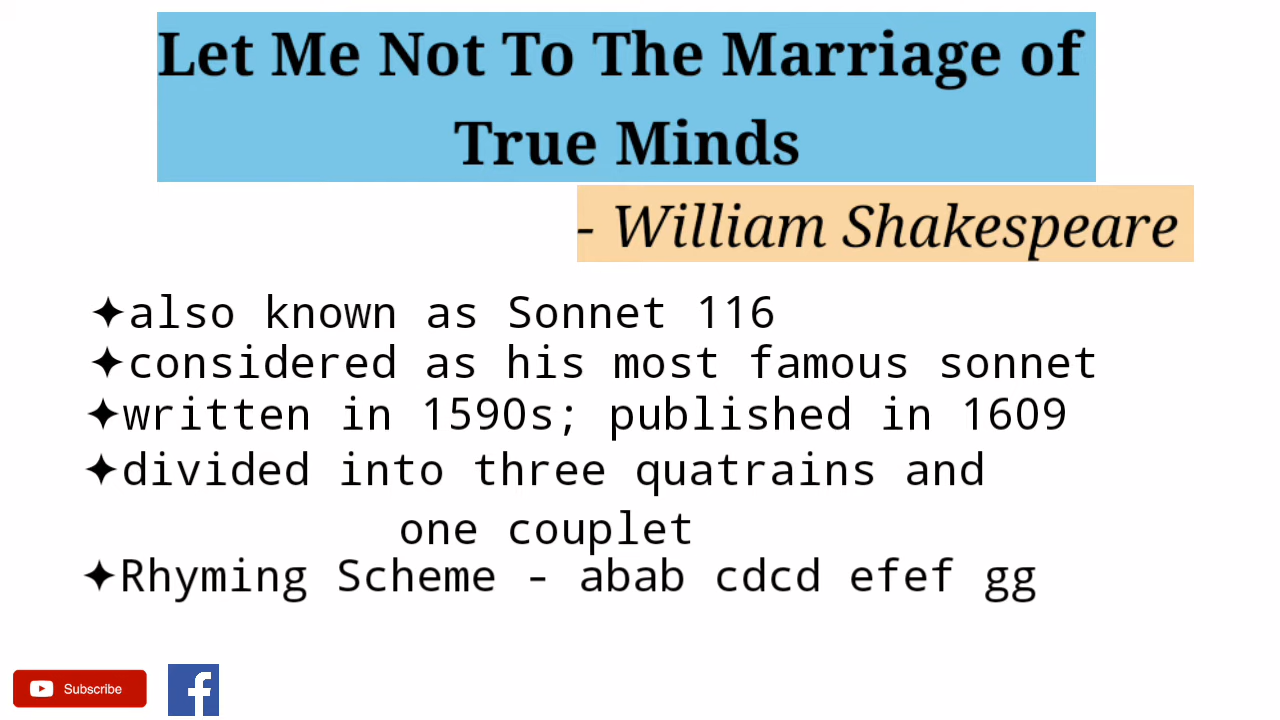 Let Me Not To The Marriage of
True Minds
- William Shakespeare
✦also known as Sonnet 116
✦considered as his most famous sonnet
✦written in 1590s; published in 1609
✦divided into three quatrains and
one couplet
✦Rhyming Scheme - abab cdcd efef gg
Subscribe